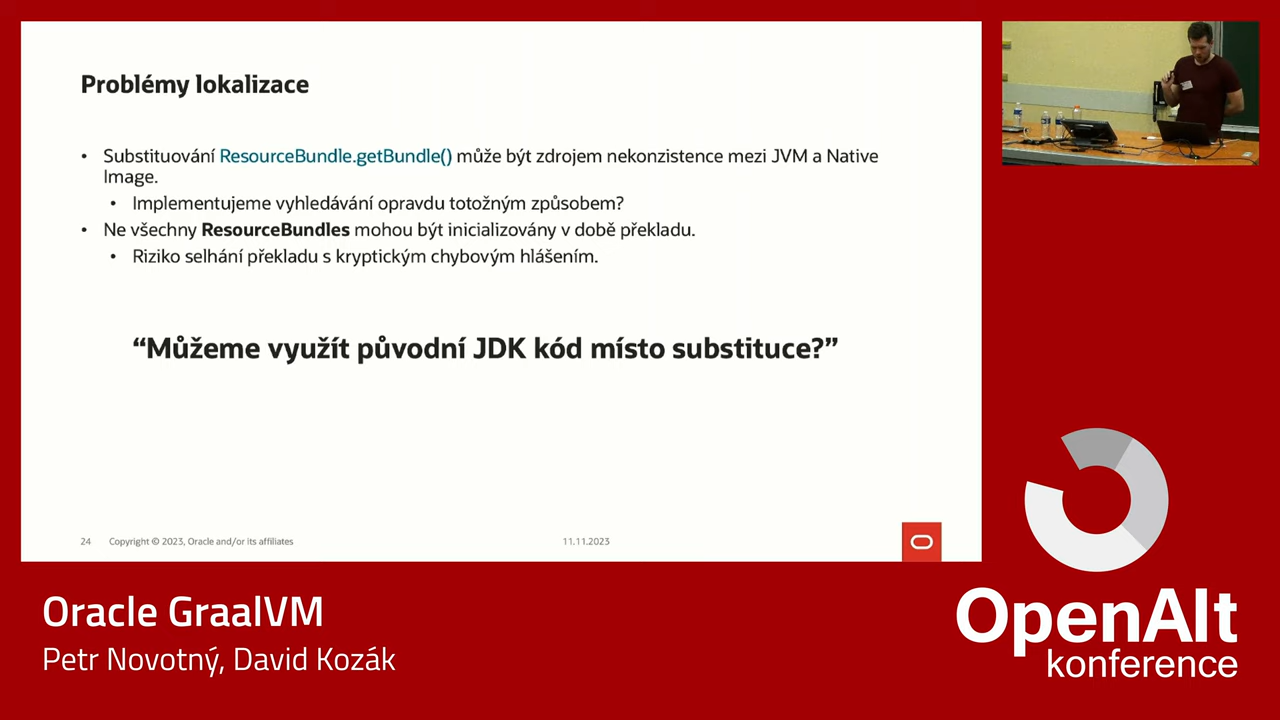 Problémy lokalizace
• Substituování ResourceBundle.getBundle() může být zdrojem nekonzistence mezi JVM a Native
Image.
• Implementujeme vyhledávání opravdu totožným způsobem?
• Ne všechny ResourceBundles mohou být inicializovány v době překladu.
• Riziko selhání překladu s kryptickým chybovým hlášením.
“Můžeme využít původní JDK kód místo substituce?”
24 Copyright © 2023, Oracle and/or its affiliates 11.11.2023
Oracle GraalVM
Petr Novotný, David Kozák
OpenAlt
konference